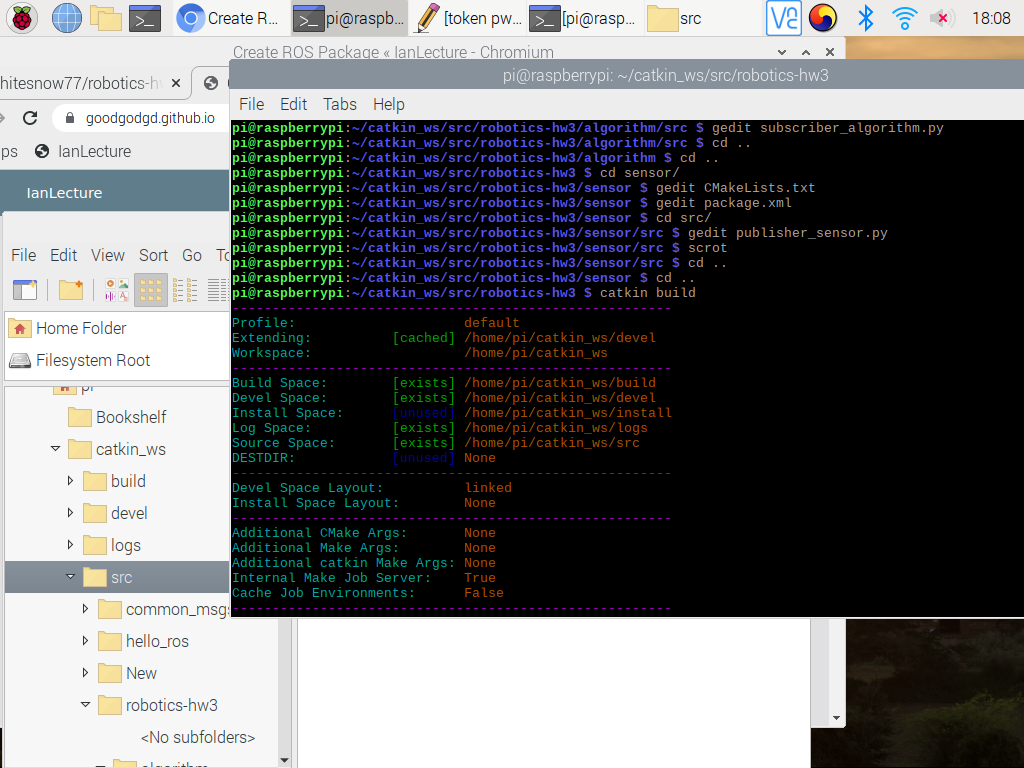 Create R...
pi@raspb...
[token pw...
[pi@rasp...
src
18:08
Create ROS Package « IanLecture - Chromium
hitesnow77/robotics-h
pi@raspberrypi: ~/catkin_ws/src/robotics-hw3
goodgodgd.github.io
ps
IanLecture
IanLecture
File Edit View Sort Go
Home Folder
Filesystem Root
pi
Bookshelf
catkin_ws
build
devel
logs
src
common_msgs
hello_ros
New
robotics-hw3
<No subfolders>
algorithm
File Edit Tabs Help
pi@raspberrypi:~/catkin_ws/src/robotics-hw3/algorithm/src $ gedit subscriber_algorithm.py
pi@raspberrypi:~/catkin_ws/src/robotics-hw3/algorithm/src $ cd ..
pi@raspberrypi:~/catkin_ws/src/robotics-hw3/algorithm $ cd ..
pi@raspberrypi:~/catkin_ws/src/robotics-hw3 $ cd sensor/
pi@raspberrypi:~/catkin_ws/src/robotics-hw3/sensor $ gedit CMakeLists.txt
pi@raspberrypi:~/catkin_ws/src/robotics-hw3/sensor $ gedit package.xml
pi@raspberrypi:~/catkin_ws/src/robotics-hw3/sensor $ cd src/
pi@raspberrypi:~/catkin_ws/src/robotics-hw3/sensor/src $ gedit publisher_sensor.py
pi@raspberrypi:~/catkin_ws/src/robotics-hw3/sensor/src $ scrot
pi@raspberrypi:~/catkin_ws/src/robotics-hw3/sensor/src $ cd ..
pi@raspberrypi:~/catkin_ws/src/robotics-hw3/sensor $ cd ..
pi@raspberrypi:~/catkin_ws/src/robotics-hw3 $ catkin build
Profile: default
Extending: [cached] /home/pi/catkin_ws/devel
Workspace: /home/pi/catkin_ws
Build Space: [exists] /home/pi/catkin_ws/build
Devel Space: [exists] /home/pi/catkin_ws/devel
Install Space: [unused] /home/pi/catkin_ws/install
Log Space: [exists] /home/pi/catkin_ws/logs
Source Space: [exists] /home/pi/catkin_ws/src
DESTDIR: [unused] None
Devel Space Layout: linked
Install Space Layout: None
Additional CMake Args: None
Additional Make Args: None
Additional catkin Make Args: None
Internal Make Job Server: True
Cache Job Environments: False